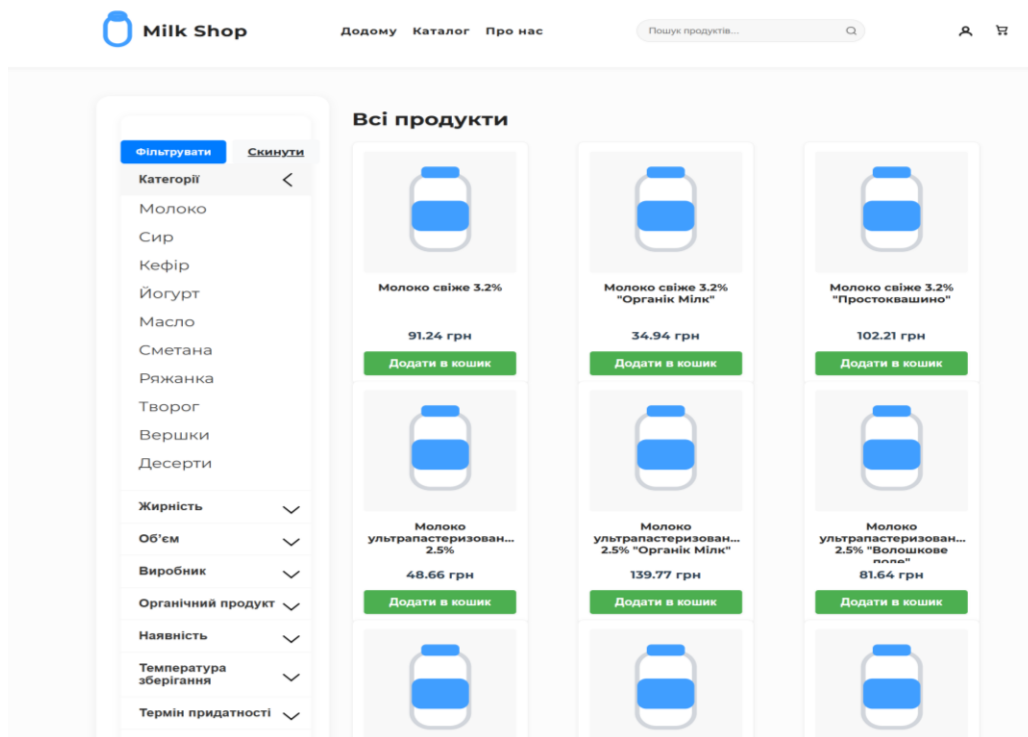 Milk Shop
Додому Каталог Про нас
Пошук продуктів...
Фільтрувати Скинути
Категорії
Молоко
Сир
Кефір
Йогурт
Масло
Сметана
Ряжанка
Творог
Вершки
Десерти
Жирність
Об'єм
Виробник
Органічний продукт
Наявність
Температура
зберігання
Термін придатності
Всі продукти
Молоко свіже 3.2%
91.24 грн
Додати в кошик
Молоко свіже 3.2%
"Органік Мілк"
34.94 грн
Додати в кошик
Молоко свіже 3.2%
"Простоквашино"
102.21 грн
Додати в кошик
Молоко
ультрапастеризован...
2.5%
48.66 грн
Додати в кошик
Молоко
ультрапастеризован...
2.5% "Органік Мілк"
139.77 грн
Додати в кошик
Молоко
ультрапастеризован...
2.5% "Волошкове
поле"
81.64 грн
Додати в кошик